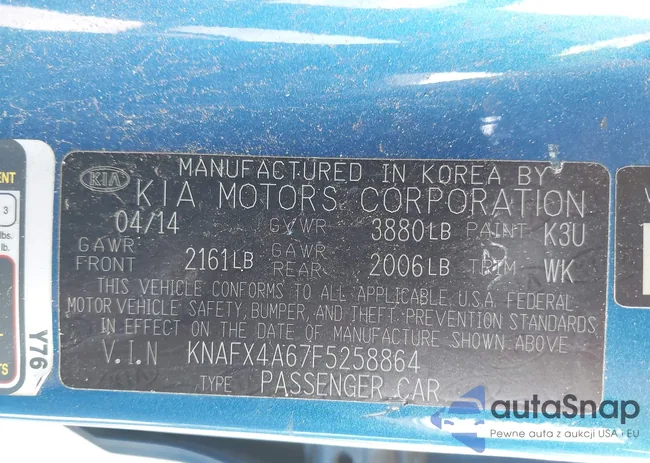 MANUFACTURED IN KOREA BY
KIA KIA MOTORS CORPORATION
04/14 GVWR 3880LB PAINT K3U
GAWR FRONT 2161LB GAWR REAR 2006LB TRIM WK
THIS VEHICLE CONFORMS TO ALL APPLICABLE U.S.A. FEDERAL
MOTOR VEHICLE SAFETY, BUMPER, AND THEFT PREVENTION STANDARDS
IN EFFECT ON THE DATE OF MANUFACTURE SHOWN ABOVE
V.I.N KNAFX4A67F5258864
TYPE PASSENGER CAR
3
lbs.
lb.
Y76
autaSnap
Pewne auta z aukcji USA i EU